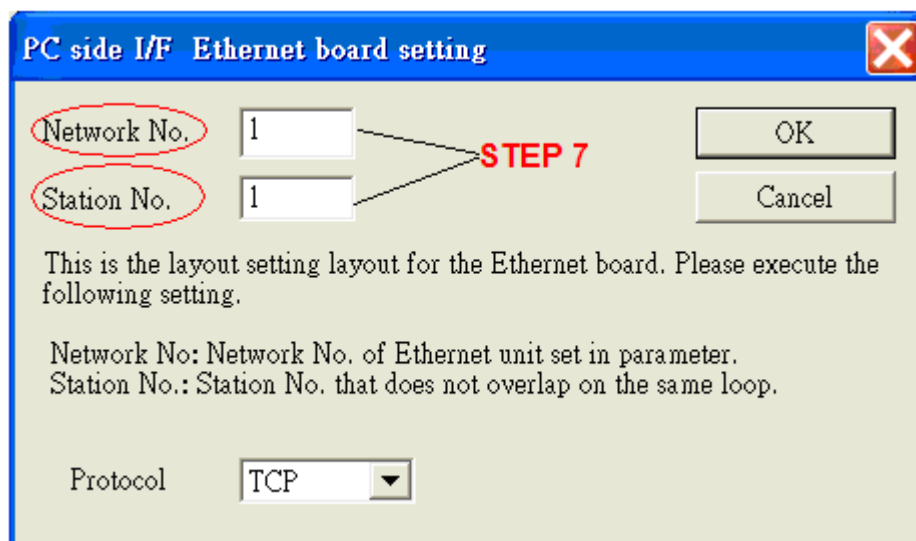 PC side I/F Ethernet board setting
Network No. 1
STEP 7
OK
Station No. 1
Cancel
This is the layout setting layout for the Ethernet board. Please execute the
following setting.
Network No: Network No. of Ethernet unit set in parameter.
Station No.: Station No. that does not overlap on the same loop.
Protocol TCP